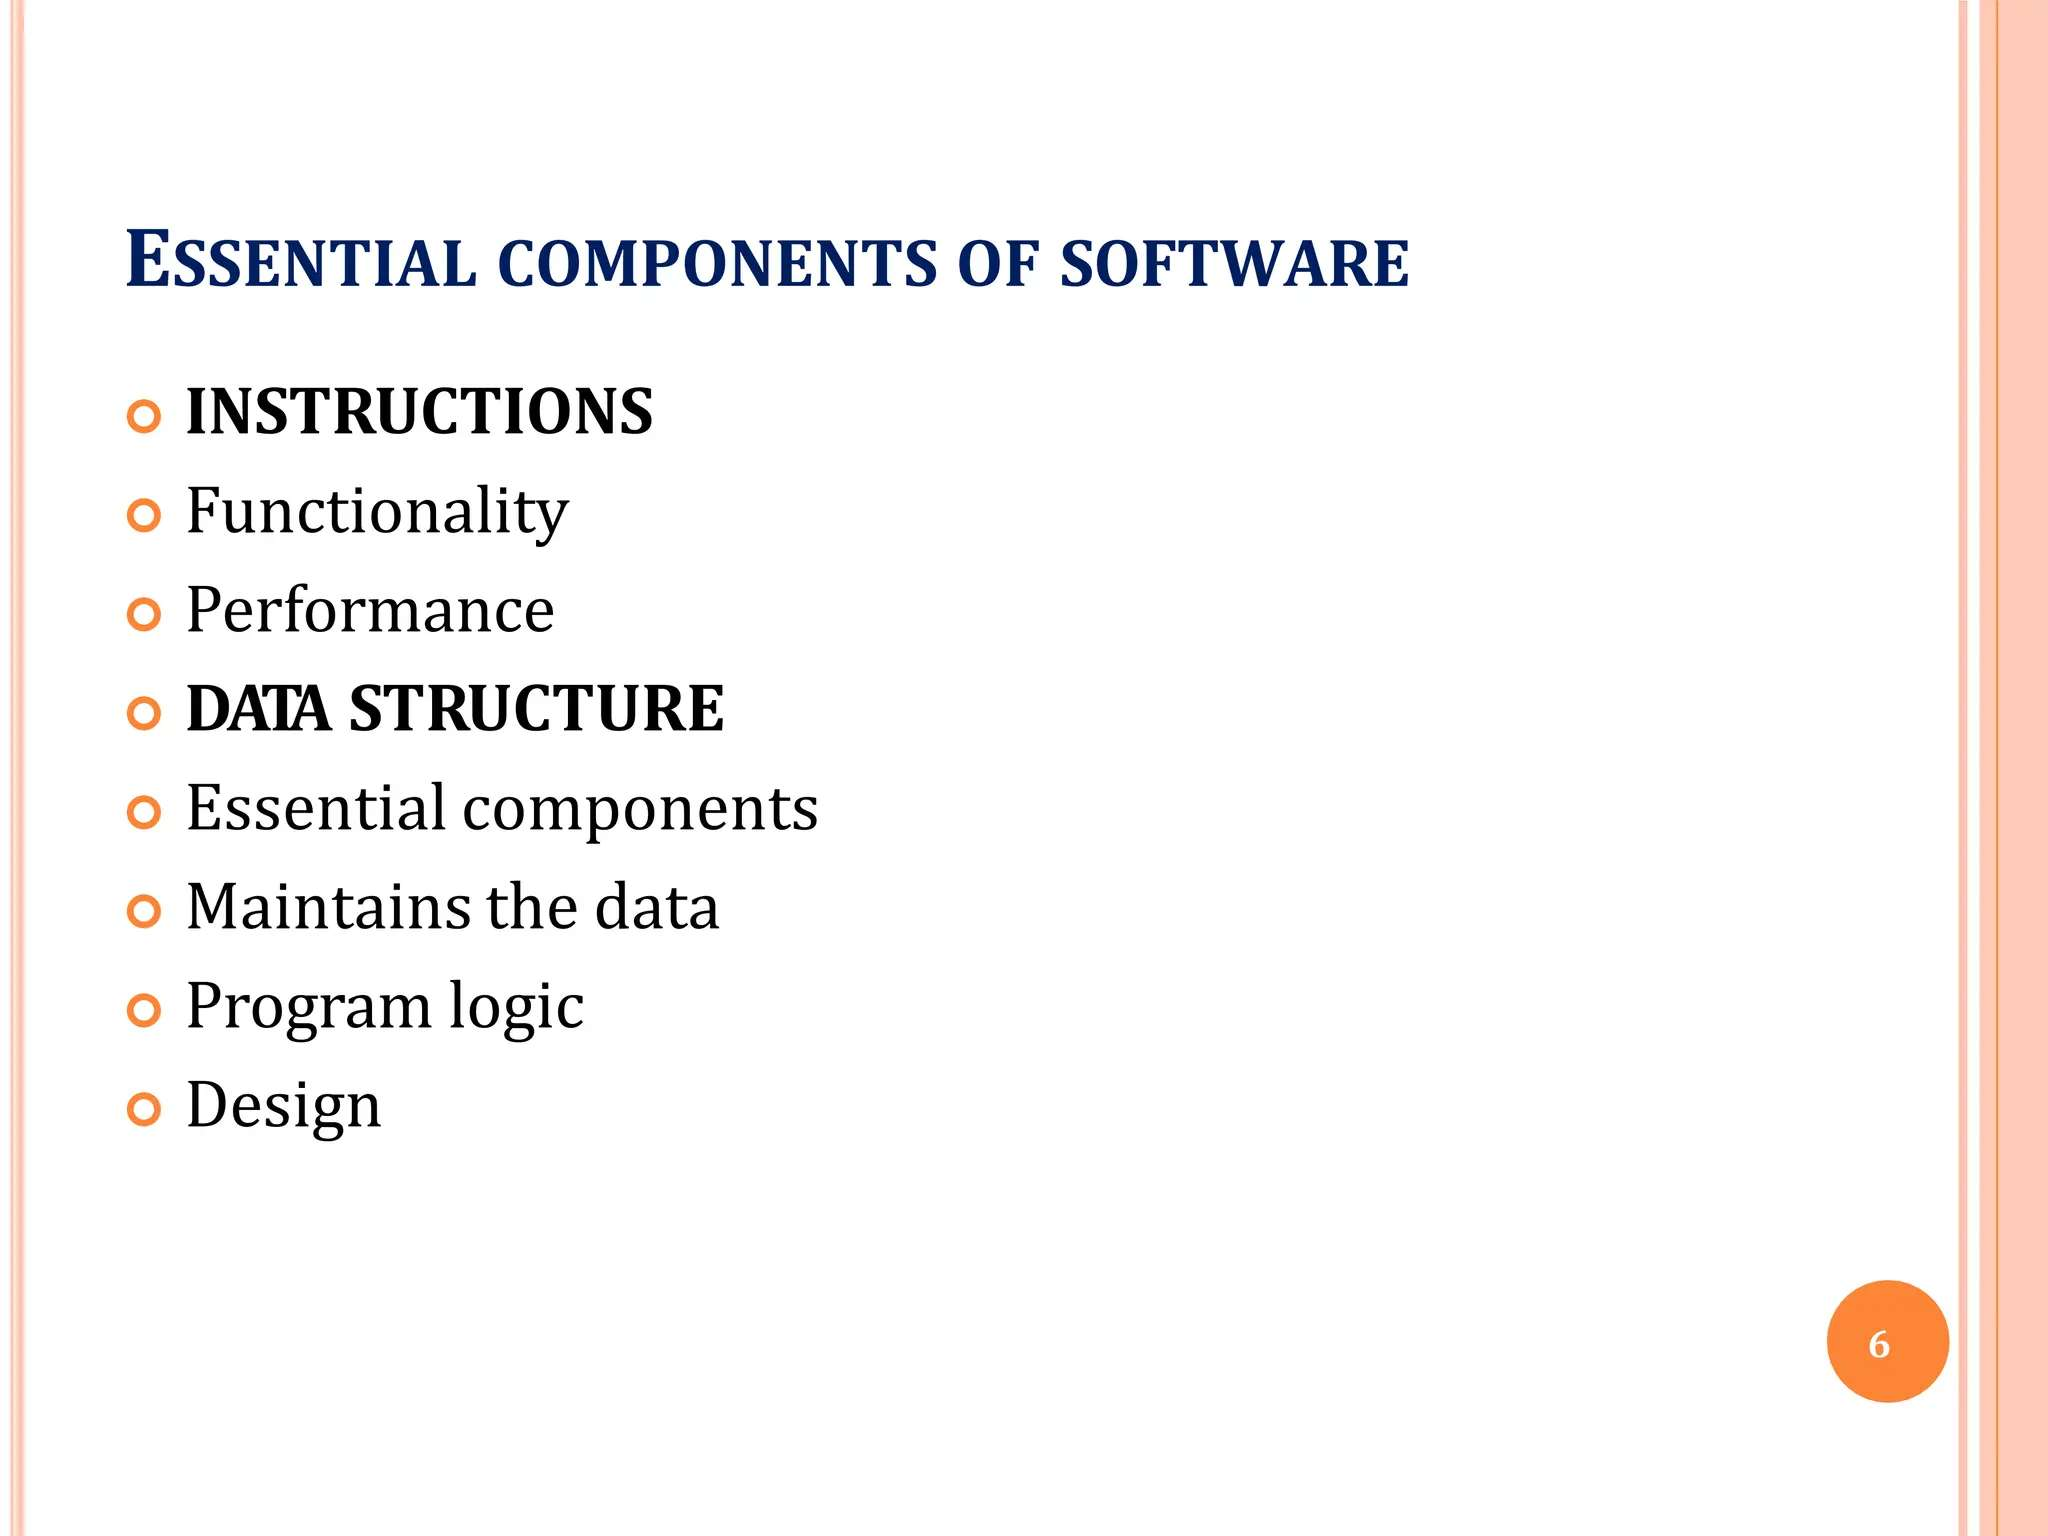 ESSENTIAL COMPONENTS OF SOFTWARE
INSTRUCTIONS
Functionality
Performance
DATA STRUCTURE
Essential components
Maintains the data
Program logic
Design
6